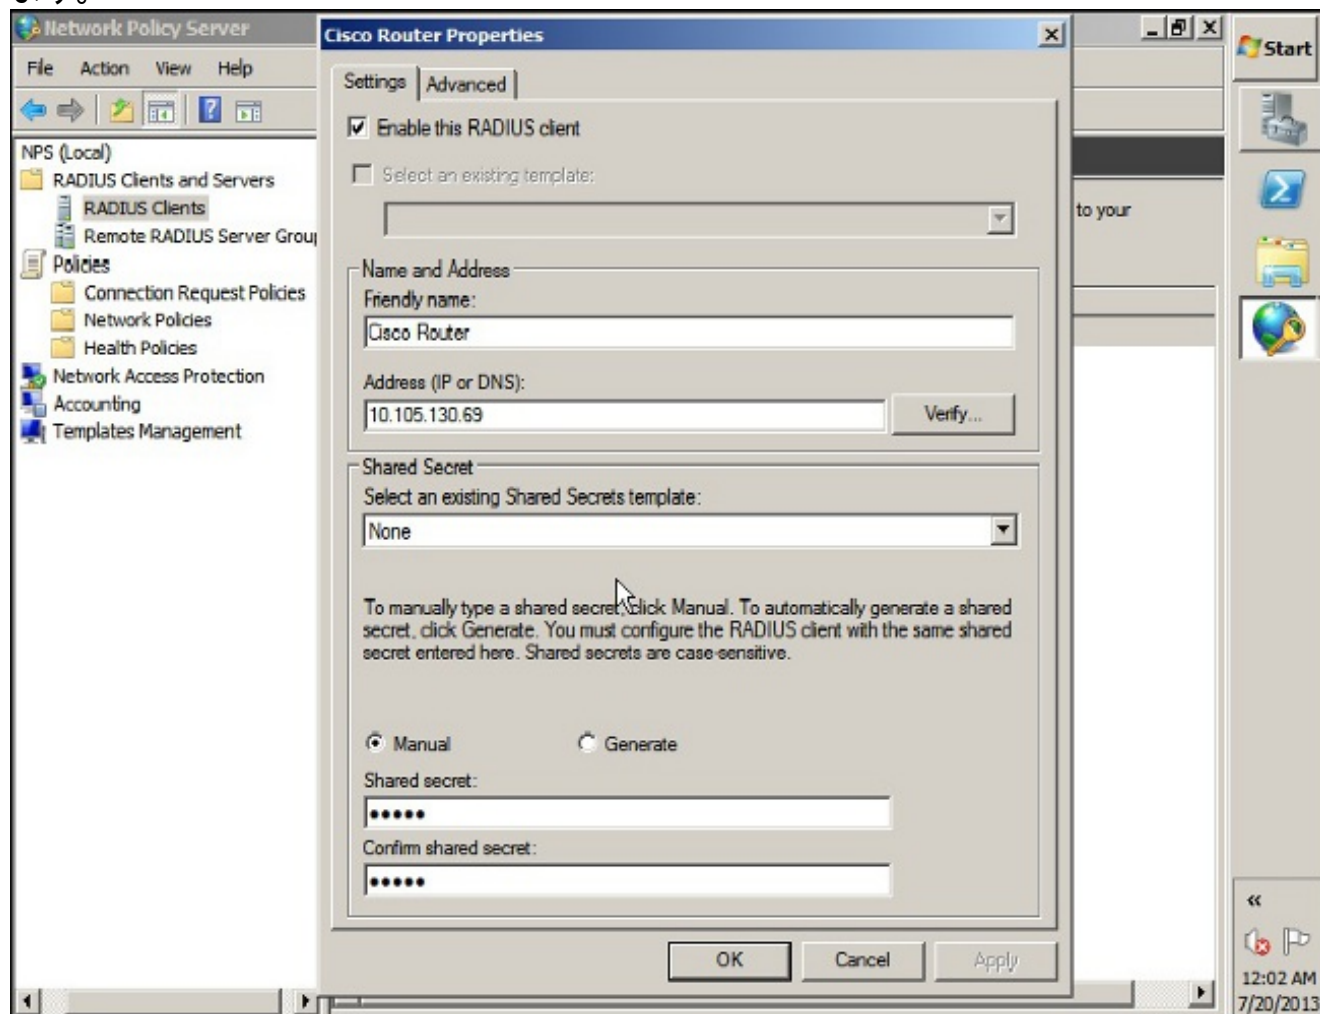 Network Policy Server
File Action View Help
NPS (Local)
RADIUS Clients and Servers
RADIUS Clients
Remote RADIUS Server Group
Policies
Connection Request Policies
Network Policies
Health Policies
Network Access Protection
Accounting
Templates Management
Cisco Router Properties
Settings Advanced
Enable this RADIUS client
Select an existing template:
Name and Address
Friendly name:
Cisco Router
Address (IP or DNS):
10.105.130.69 Verify...
Shared Secret
Select an existing Shared Secrets template:
None
To manually type a shared secret, click Manual. To automatically generate a shared
secret, click Generate. You must configure the RADIUS client with the same shared
secret entered here. Shared secrets are case-sensitive.
Manual Generate
Shared secret:
•••••
Confirm shared secret:
•••••
OK Cancel Apply
to your
Start
12:02 AM
7/20/2013